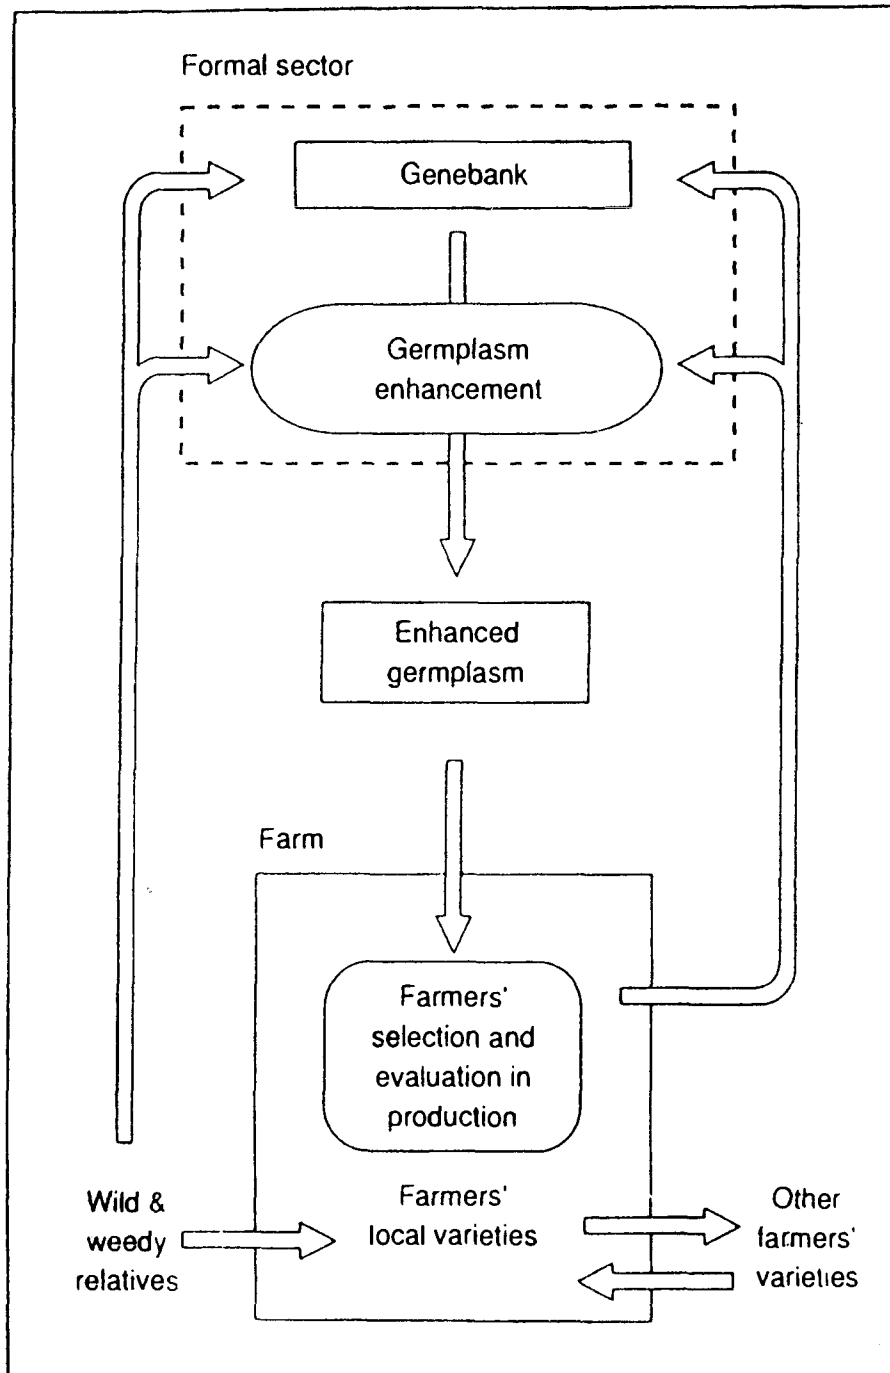 Formal sector
Genebank
Germplasm
enhancement
Enhanced
germplasm
Farm
Farmers'
selection and
evaluation in
production
Wild &
weedy
relatives
Farmers'
local varieties
Other
farmers'
varieties